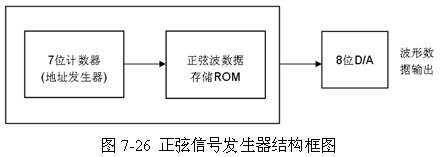 7位计数器
(地址发生器)
正弦波数据
存储ROM
8位D/A
波形数
据输出
图 7-26 正弦信号发生器结构框图